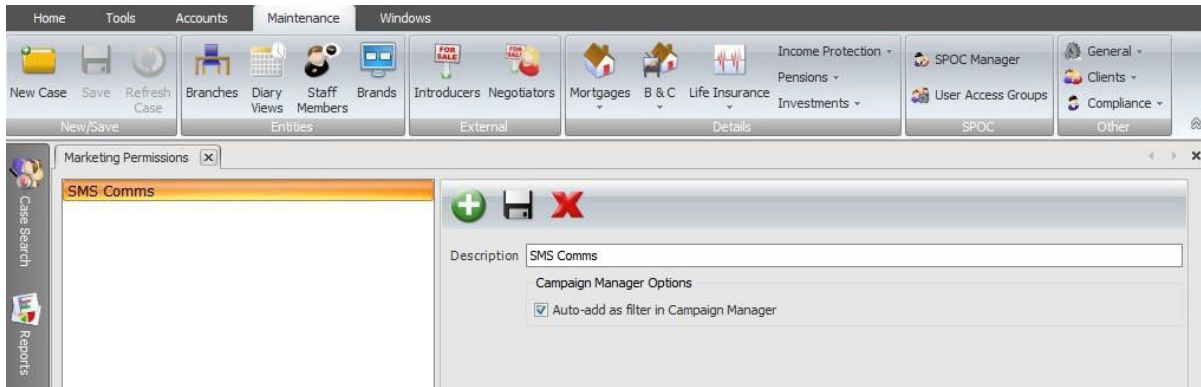 Home Tools Accounts Maintenance Windows
New Case Save Refresh Case
New/Save
Branches Diary Views Staff Members Brands
Entities
FOR SALE
Introducers Negotiators
External
Mortgages B & C Life Insurance
Income Protection
Pensions
Investments
Details
SPOC Manager
User Access Groups
SPOC
General
Clients
Compliance
Other
Case Search
Reports
Marketing Permissions
SMS Comms
Description SMS Comms
Campaign Manager Options
Auto-add as filter in Campaign Manager